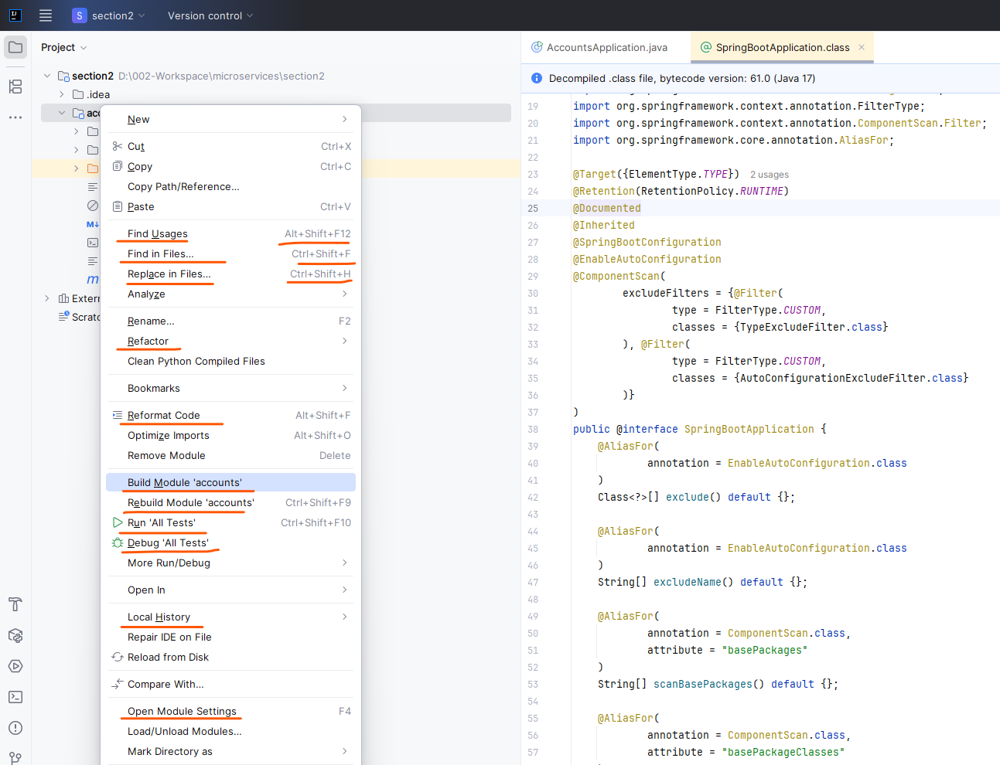 S section2 Version control
Project
section2 D:\002-Workspace\microservices\section2
.idea
acc
M↓
m
Extern
Scratc
New
Cut Ctrl+X
Copy Ctrl+C
Copy Path/Reference...
Paste Ctrl+V
Find Usages Alt+Shift+F12
Find in Files... Ctrl+Shift+F
Replace in Files... Ctrl+Shift+H
Analyze
Rename... F2
Refactor
Clean Python Compiled Files
Bookmarks
Reformat Code Alt+Shift+F
Optimize Imports Alt+Shift+O
Remove Module Delete
Build Module 'accounts'
Rebuild Module 'accounts' Ctrl+Shift+F9
Run 'All Tests' Ctrl+Shift+F10
Debug 'All Tests'
More Run/Debug
Open In
Local History
Repair IDE on File
Reload from Disk
Compare With...
Open Module Settings F4
Load/Unload Modules...
Mark Directory as
AccountsApplication.java SpringBootApplication.class
Decompiled .class file, bytecode version: 61.0 (Java 17)
19 import org.springframework.context.annotation.FilterType;
20 import org.springframework.context.annotation.ComponentScan.Filter;
21 import org.springframework.core.annotation.AliasFor;
22
23 @Target({ElementType.TYPE}) 2 usages
24 @Retention(RetentionPolicy.RUNTIME)
25 @Documented
26 @Inherited
27 @SpringBootConfiguration
28 @EnableAutoConfiguration
29 @ComponentScan(
30 excludeFilters = {@Filter(
31 type = FilterType.CUSTOM,
32 classes = {TypeExcludeFilter.class}
33 ), @Filter(
34 type = FilterType.CUSTOM,
35 classes = {AutoConfigurationExcludeFilter.class}
36 )}
37 )
38 public @interface SpringBootApplication {
39 @AliasFor(
40 annotation = EnableAutoConfiguration.class
41 )
42 Class<?>[] exclude() default {};
43
44 @AliasFor(
45 annotation = EnableAutoConfiguration.class
46 )
47 String[] excludeName() default {};
48
49 @AliasFor(
50 annotation = ComponentScan.class,
51 attribute = "basePackages"
52 )
53 String[] scanBasePackages() default {};
54
55 @AliasFor(
56 annotation = ComponentScan.class,
57 attribute = "basePackageClasses"